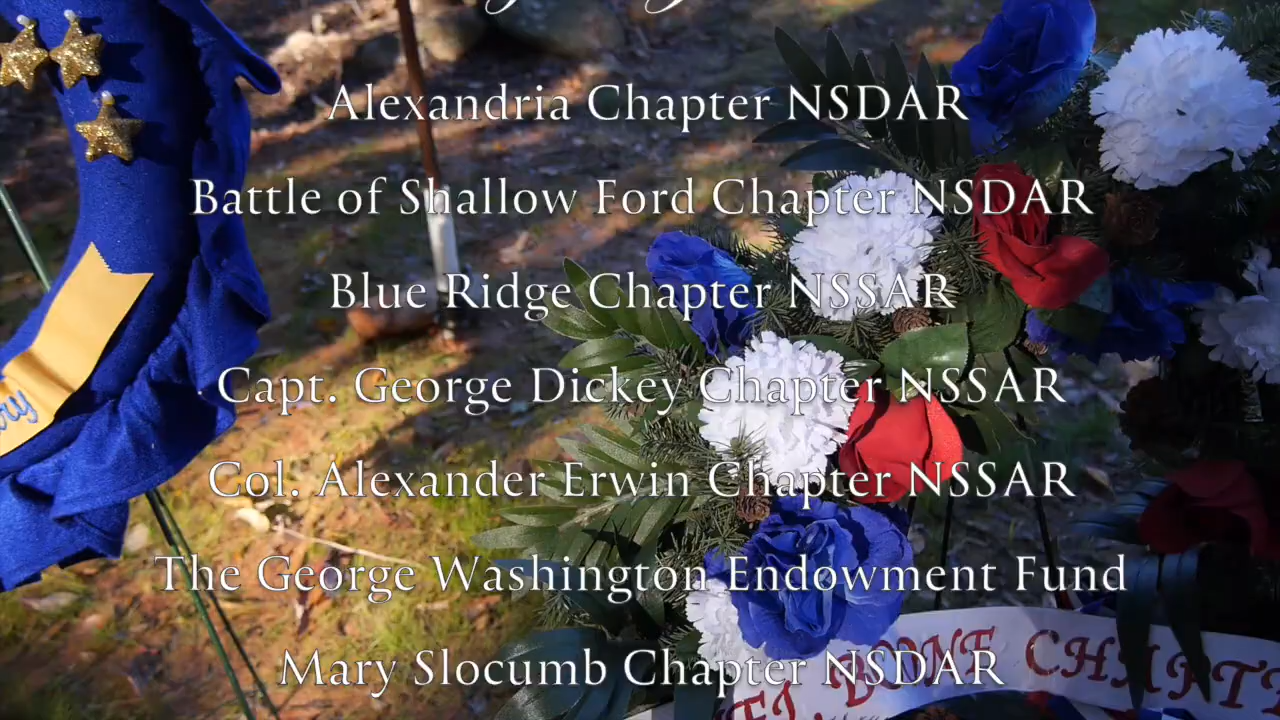 Alexandria Chapter NSDAR
Battle of Shallow Ford Chapter NSDAR
Blue Ridge Chapter NSSAR
Capt. George Dickey Chapter NSSAR
Col. Alexander Erwin Chapter NSSAR
The George Washington Endowment Fund
Mary Slocumb Chapter NSDAR
BOONE